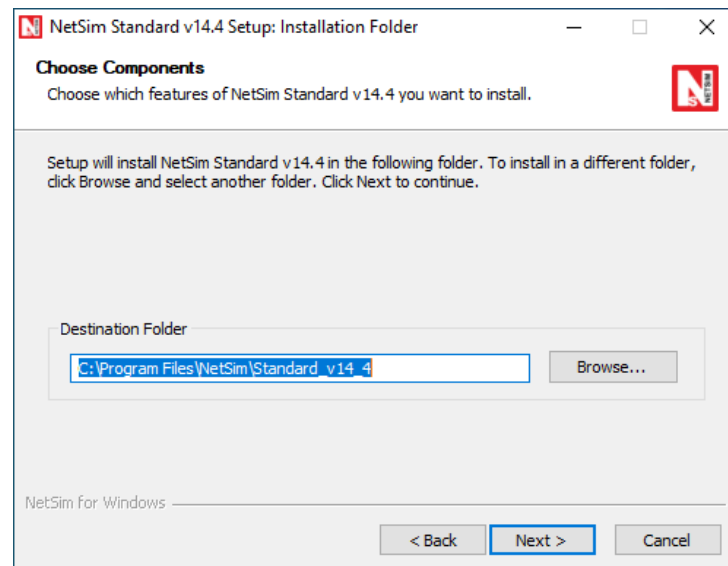 NetSim Standard v14.4 Setup: Installation Folder
Choose Components
Choose which features of NetSim Standard v14.4 you want to install.
NETSIM
Setup will install NetSim Standard v14.4 in the following folder. To install in a different folder,
click Browse and select another folder. Click Next to continue.
Destination Folder
C:\Program Files\NetSim\Standard_v14_4
Browse...
NetSim for Windows
< Back
Next >
Cancel